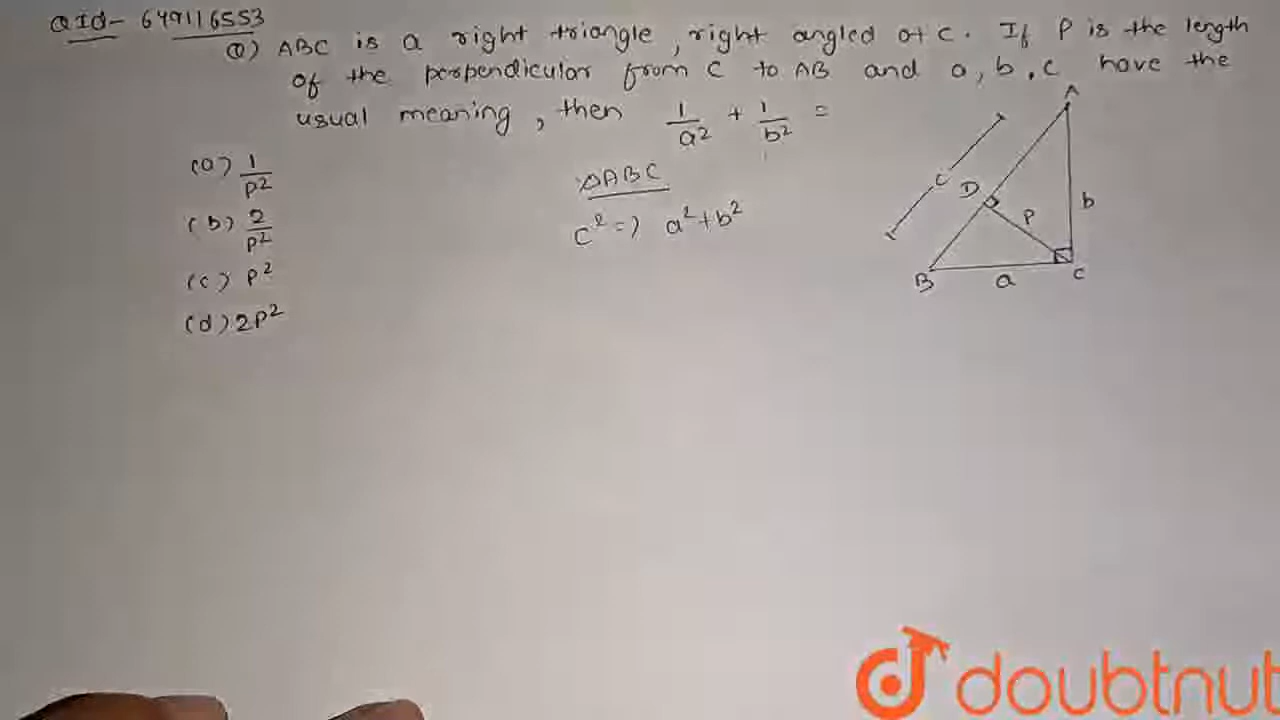 QId- 649116553
Q) ABC is a right triangle, right angled at C. If P is the length
of the perpendicular from C to AB and a, b, c have the
usual meaning, then 1/a² + 1/b² =
(a) 1/P²
(b) 2/P²
(c) P²
(d) 2P²
△ABC
c² => a²+b²
A
c
D
P
b
B
a
C
doubtnut